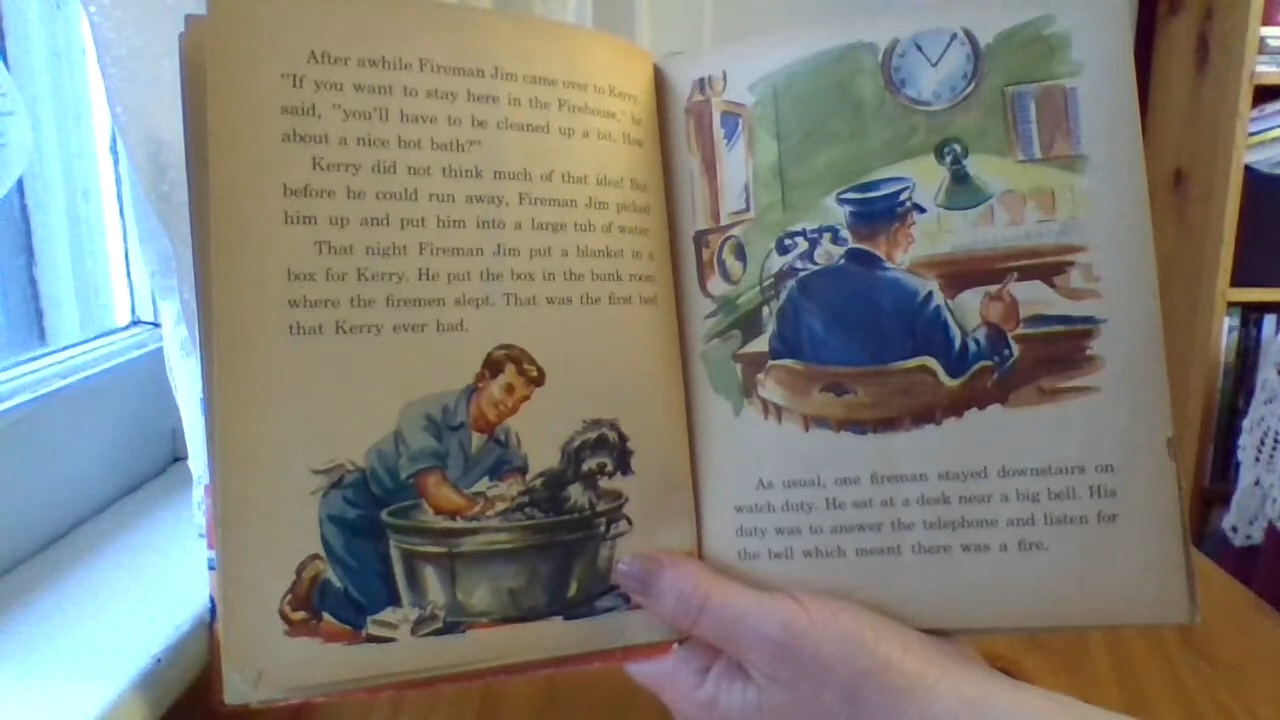 After awhile Fireman Jim came over to Kerry.
"If you want to stay here in the Firehouse," he
said, "you'll have to be cleaned up a bit. How
about a nice hot bath?"
Kerry did not think much of that idea! But
before he could run away, Fireman Jim picked
him up and put him into a large tub of water
That night Fireman Jim put a blanket in a
box for Kerry. He put the box in the bunk room
where the firemen slept. That was the first bed
that Kerry ever had.
As usual, one fireman stayed downstairs on
watch duty. He sat at a desk near a big bell. His
duty was to answer the telephone and listen for
the bell which meant there was a fire.